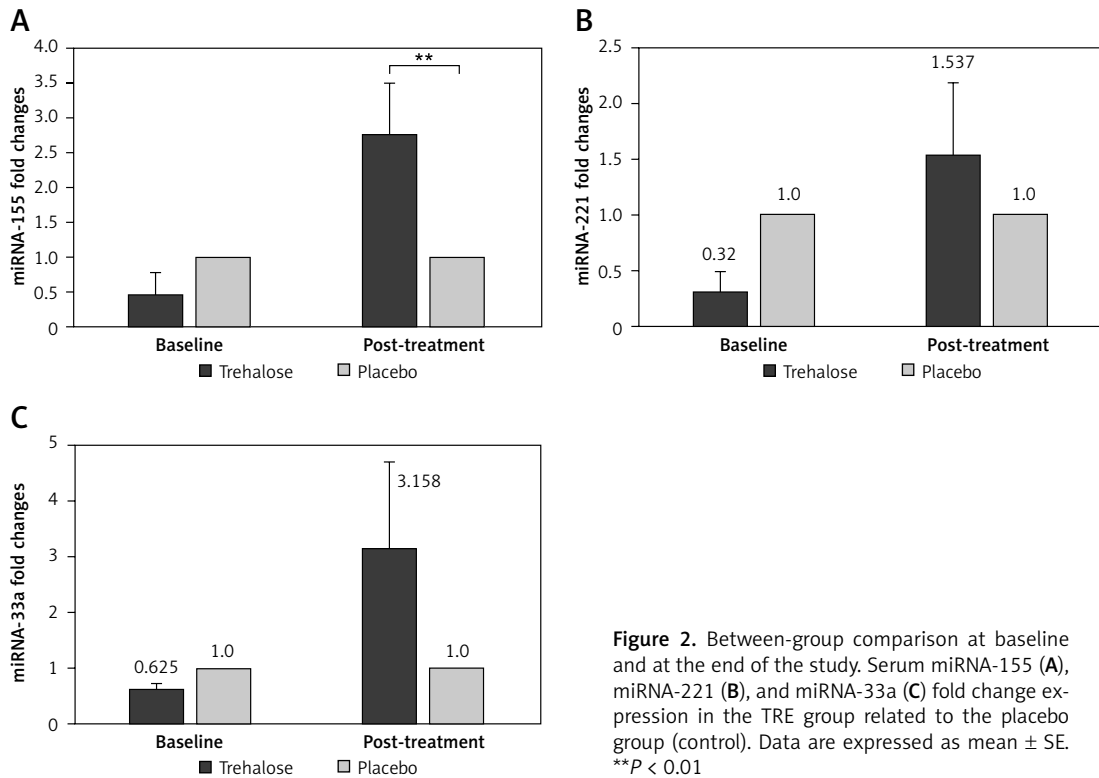 A
miRNA-155 fold changes
4.0
3.5
3.0
2.5
2.0
1.5
1.0
0.5
0
**
Baseline
Post-treatment
Trehalose
Placebo
B
miRNA-221 fold changes
2.5
2.0
1.5
1.0
0.5
0
0.32
1.0
1.537
1.0
Baseline
Post-treatment
Trehalose
Placebo
C
miRNA-33a fold changes
5
4
3
2
1
0
0.625
1.0
3.158
1.0
Baseline
Post-treatment
Trehalose
Placebo
Figure 2. Between-group comparison at baseline
and at the end of the study. Serum miRNA-155 (A),
miRNA-221 (B), and miRNA-33a (C) fold change ex-
pression in the TRE group related to the placebo
group (control). Data are expressed as mean ± SE.
**P < 0.01